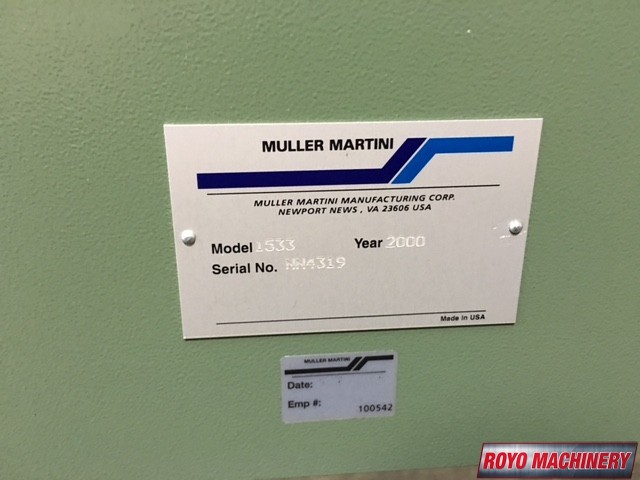 MULLER MARTINI
MULLER MARTINI MANUFACTURING CORP.
NEWPORT NEWS , VA 23606 USA
Model 1533 Year 2000
Serial No. NN4319
Made in USA
MULLER MARTINI
Date:
Emp #:
100542
ROYO MACHINERY